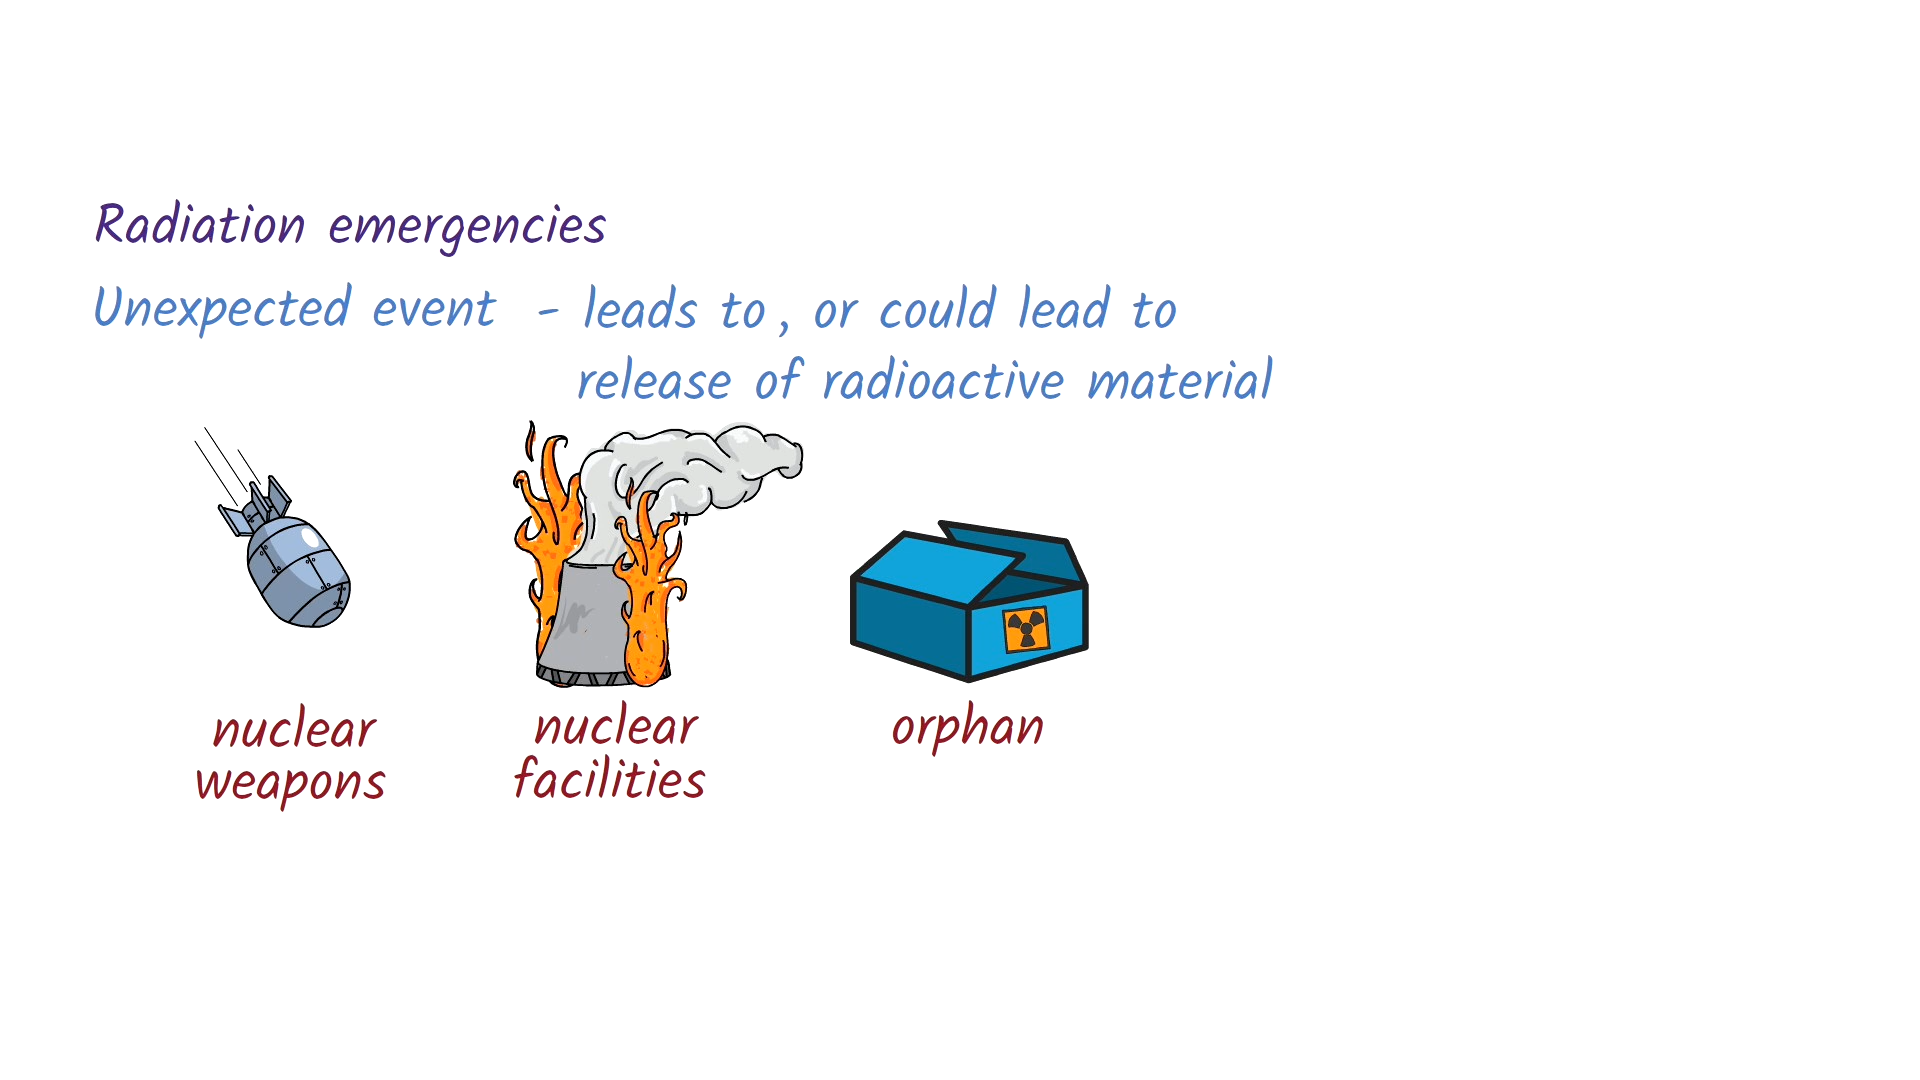 Radiation emergencies
Unexpected event - leads to, or could lead to
release of radioactive material
nuclear
weapons
nuclear
facilities
orphan